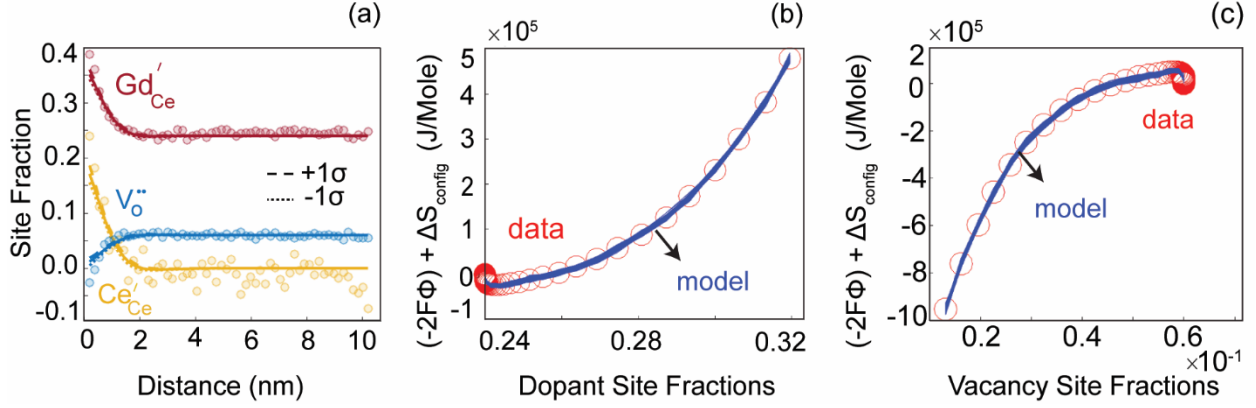 (a)
0.4
0.3
0.2
0.1
0.0
-0.1
Site Fraction
Gd′Ce
VO••
Ce′Ce
+1σ
-1σ
0 2 4 6 8 10
Distance (nm)
(b)
×10⁵
5
4
3
2
1
0
-1
(-2FΦ) + ΔSconfig (J/Mole)
data
model
0.24 0.28 0.32
Dopant Site Fractions
(c)
×10⁵
2
0
-2
-4
-6
-8
-10
(-2FΦ) + ΔSconfig (J/Mole)
data
model
0.2 0.4 0.6
×10⁻¹
Vacancy Site Fractions